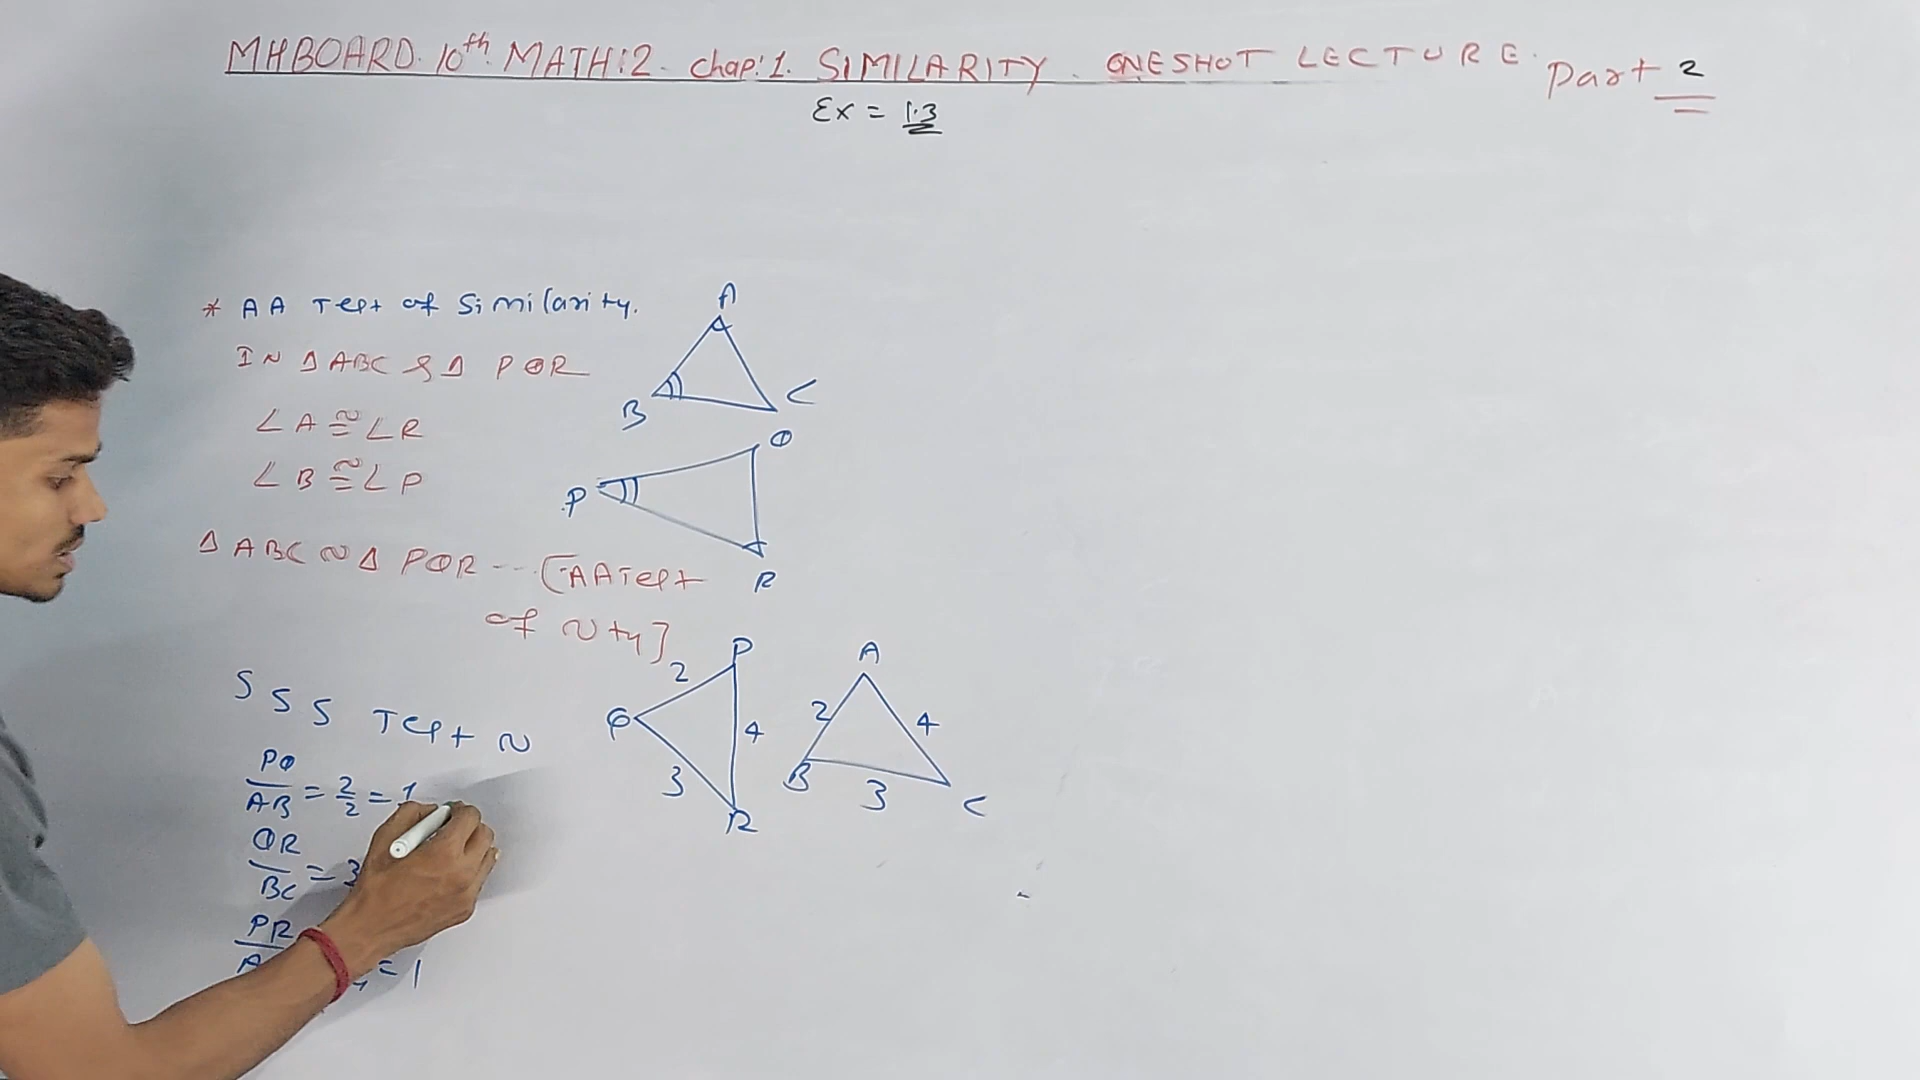 MHBOARD. 10th MATH:2. chap:1. SIMILARITY. ONESHOT LECTURE. Part 2
Ex = 1.3
* AA Test of Similarity.
IN Δ ABC & Δ PQR
∠A ≅ ∠R
∠B ≅ ∠P
Δ ABC ~ Δ PQR --- [AA Test
of ~ty]
A
B
C
Q
P
R
SSS Test ~
PQ/AB = 2/2 = 1
QR/BC = 3
PR
= 1
P
2
Q
4
3
R
A
2
4
B
3
C